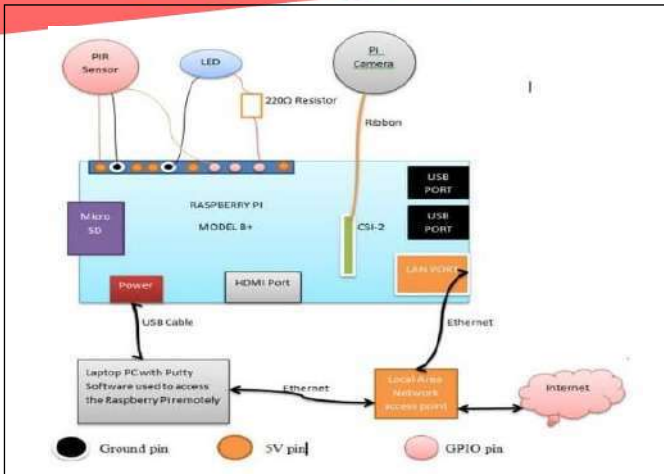 PIR
Sensor
LED
Pi
Camera
220Ω Resistor
Ribbon
USB
PORT
RASPBERRY PI
MODEL B+
Micro
SD
CSI-2
USB
PORT
LAN PORT
Power
HDMI Port
USB Cable
Ethernet
Laptop PC with Putty
Software used to access
the Raspberry Pi remotely
Ethernet
Local Area
Network
access point
Internet
Ground pin
5V pin
GPIO pin